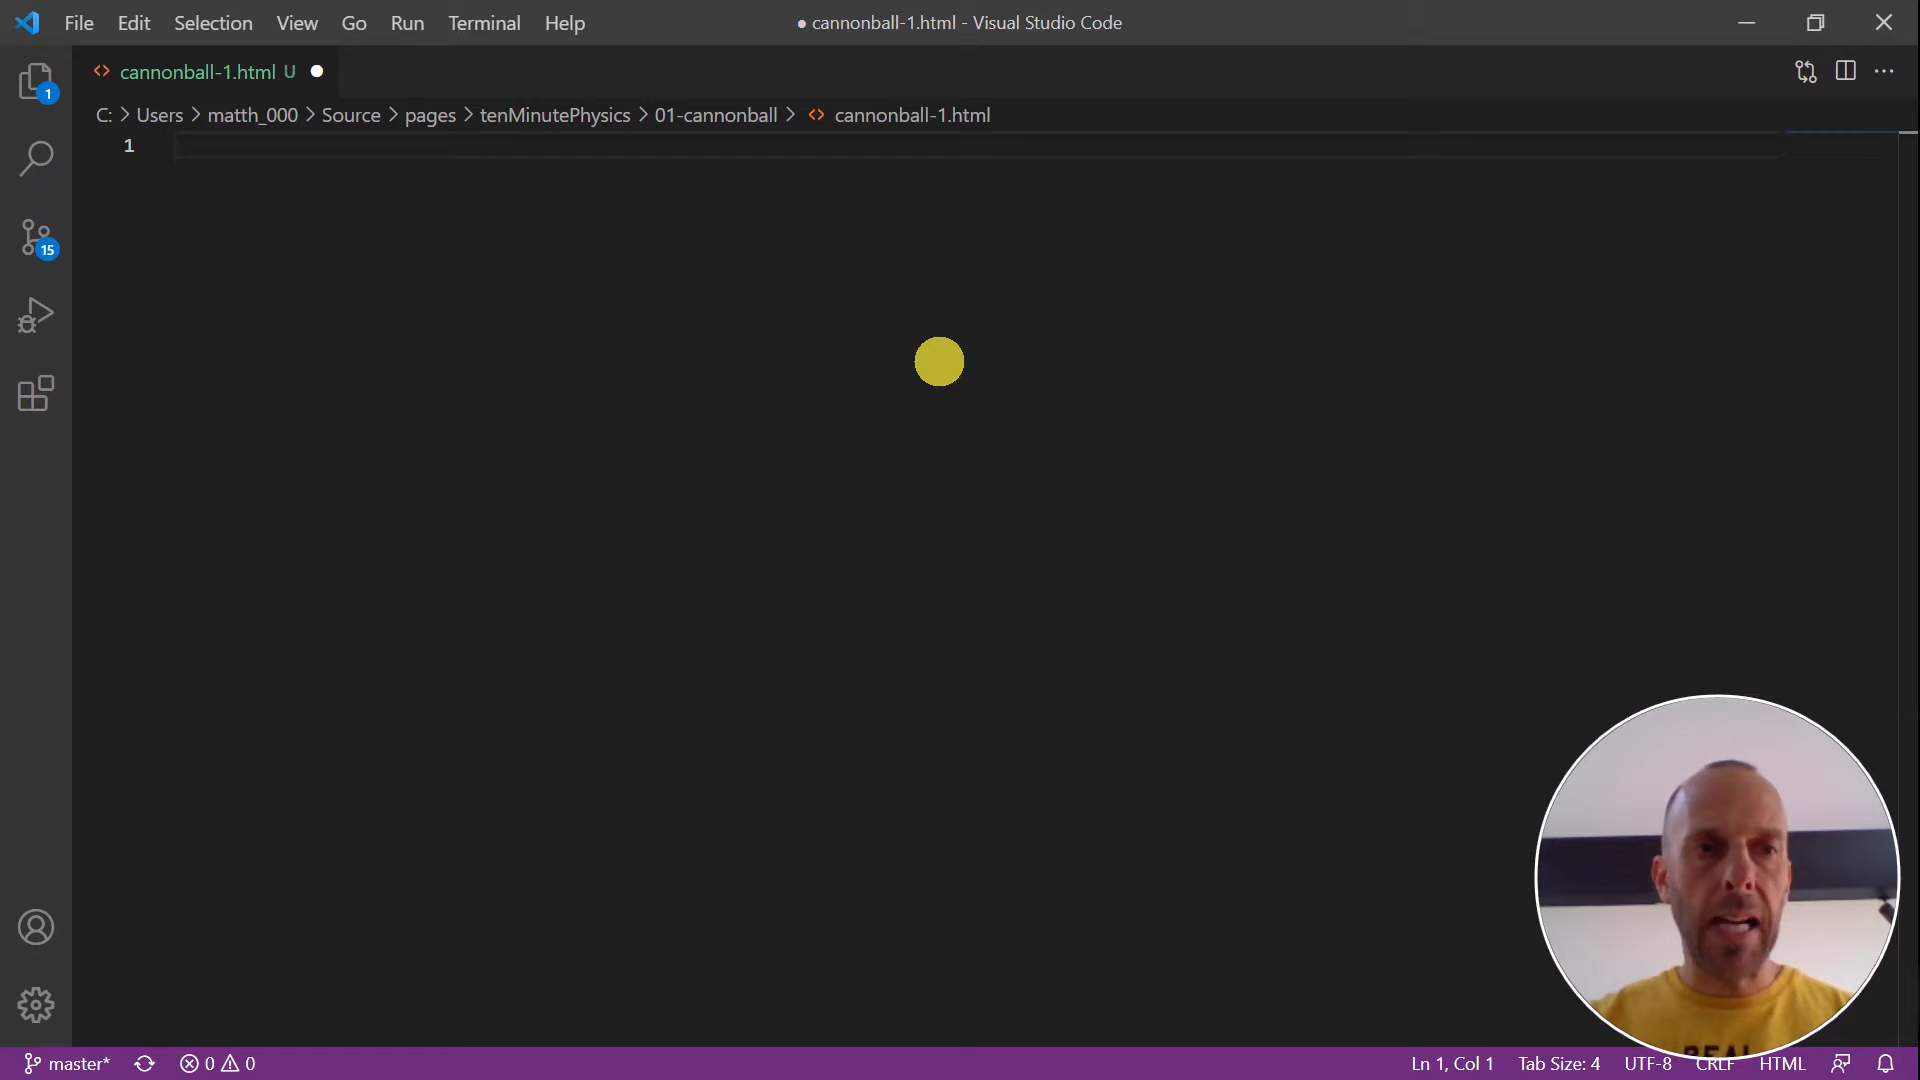 File Edit Selection View Go Run Terminal Help
● cannonball-1.html - Visual Studio Code
cannonball-1.html U
C: > Users > matth_000 > Source > pages > tenMinutePhysics > 01-cannonball > cannonball-1.html
1
1
15
REAL
master* 0 0
Ln 1, Col 1 Tab Size: 4 UTF-8 CRLF HTML